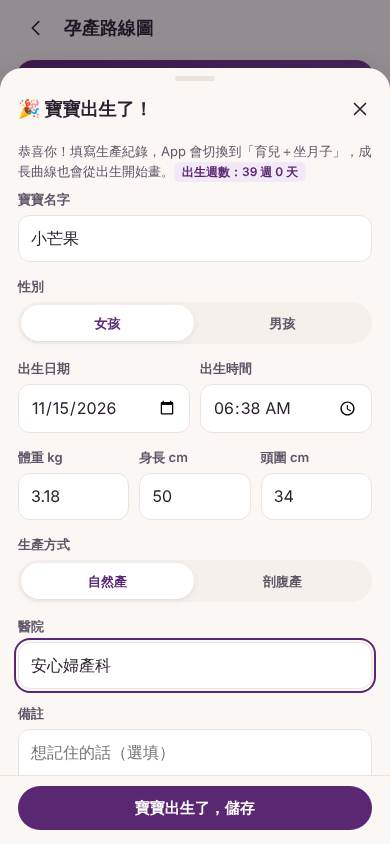 孕產路線圖
🎉 寶寶出生了！
恭喜你！填寫生產紀錄，App 會切換到「育兒＋坐月子」，成
長曲線也會從出生開始畫。 出生週數：39 週 0 天
寶寶名字
小芒果
性別
女孩 男孩
出生日期 出生時間
11/15/2026 06:38 AM
體重 kg 身長 cm 頭圍 cm
3.18 50 34
生產方式
自然產 剖腹產
醫院
安心婦產科
備註
想記住的話（選填）
寶寶出生了，儲存